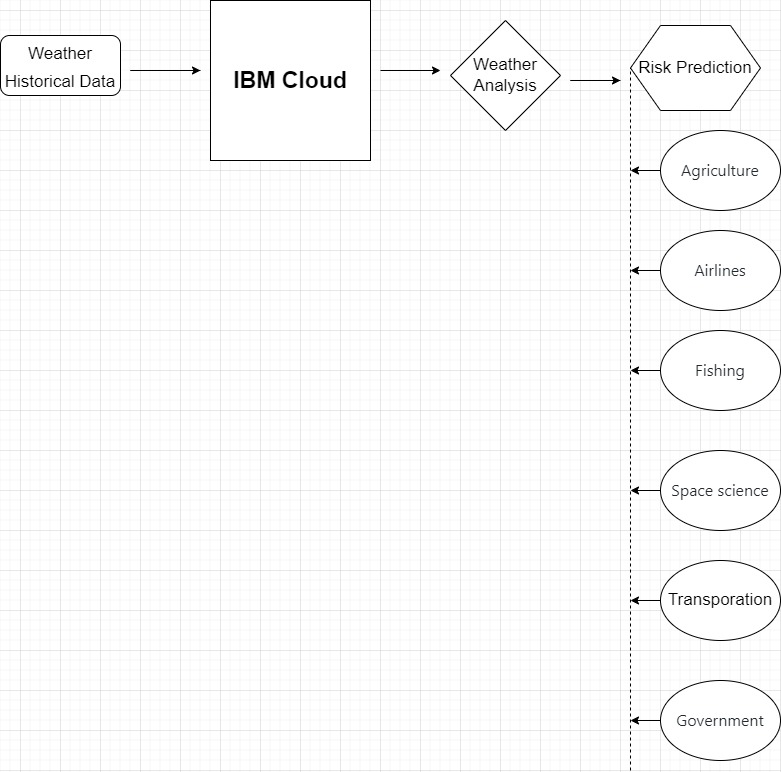 Weather
Historical Data
IBM Cloud
Weather
Analysis
Risk Prediction
Agriculture
Airlines
Fishing
Space science
Transporation
Government